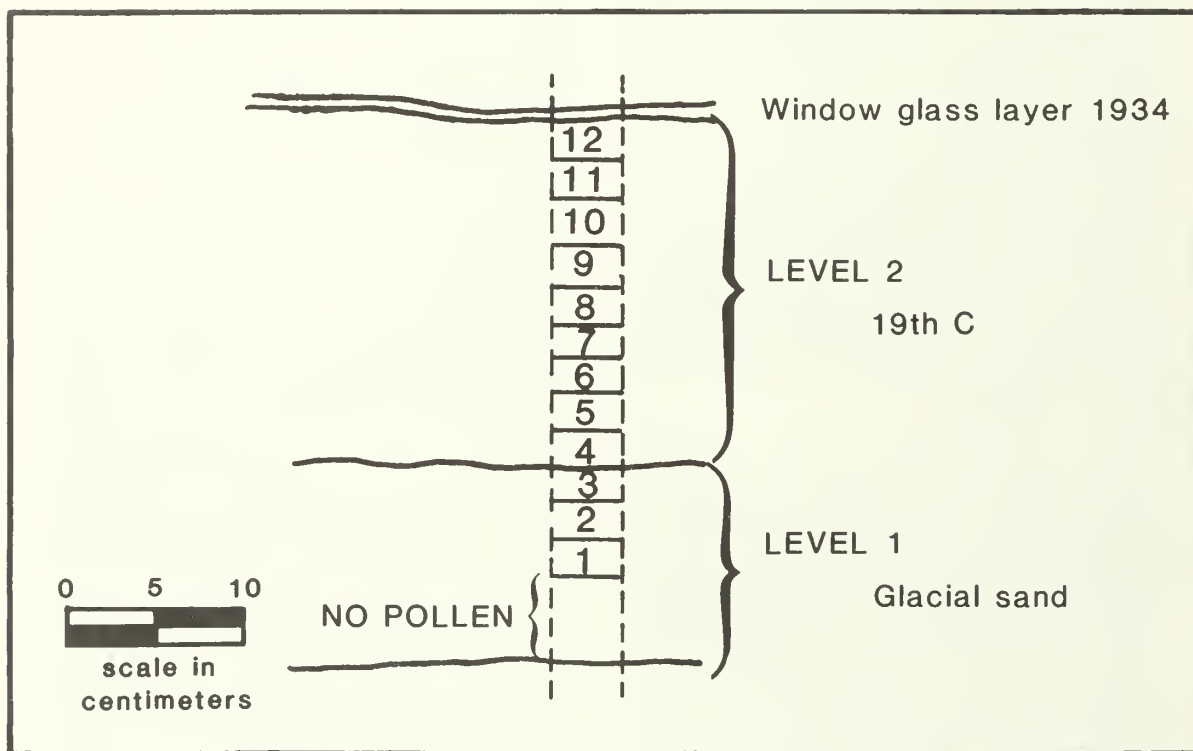 Window glass layer 1934
12
11
10
9
8
7
6
5
4
3
2
1
LEVEL 2
19th C
LEVEL 1
Glacial sand
NO POLLEN
0 5 10
scale in
centimeters